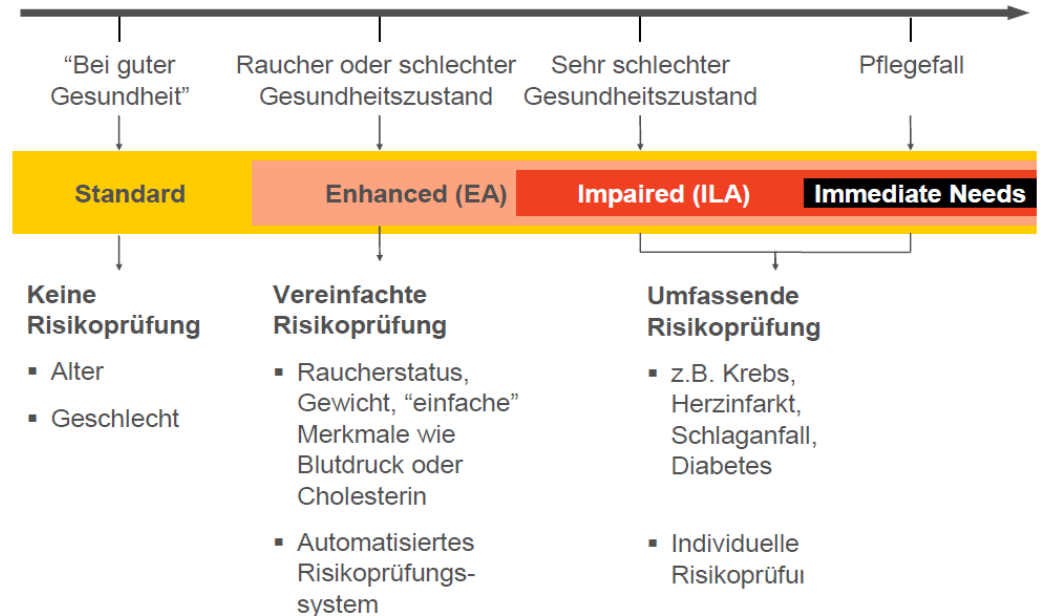 “Bei guter
Gesundheit”
Raucher oder schlechter
Gesundheitszustand
Sehr schlechter
Gesundheitszustand
Pflegefall
Standard
Enhanced (EA)
Impaired (ILA)
Immediate Needs
Keine
Risikoprüfung
▪ Alter
▪ Geschlecht
Vereinfachte
Risikoprüfung
▪ Raucherstatus,
Gewicht, “einfache”
Merkmale wie
Blutdruck oder
Cholesterin
▪ Automatisiertes
Risikoprüfungs-
system
Umfassende
Risikoprüfung
▪ z.B. Krebs,
Herzinfarkt,
Schlaganfall,
Diabetes
▪ Individuelle